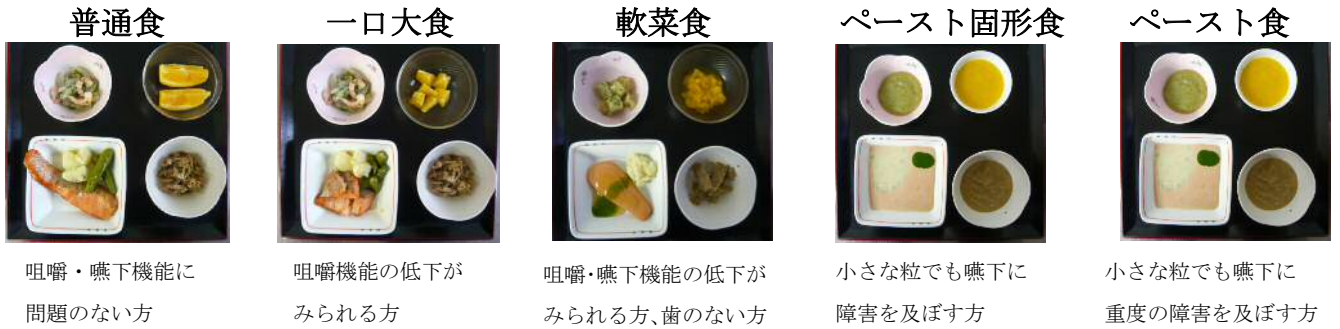 普通食
一口大食
軟菜食
ペースト固形食
ペースト食
咀嚼・嚥下機能に
問題のない方
咀嚼機能の低下が
みられる方
咀嚼・嚥下機能の低下が
みられる方、歯のない方
小さな粒でも嚥下に
障害を及ぼす方
小さな粒でも嚥下に
重度の障害を及ぼす方